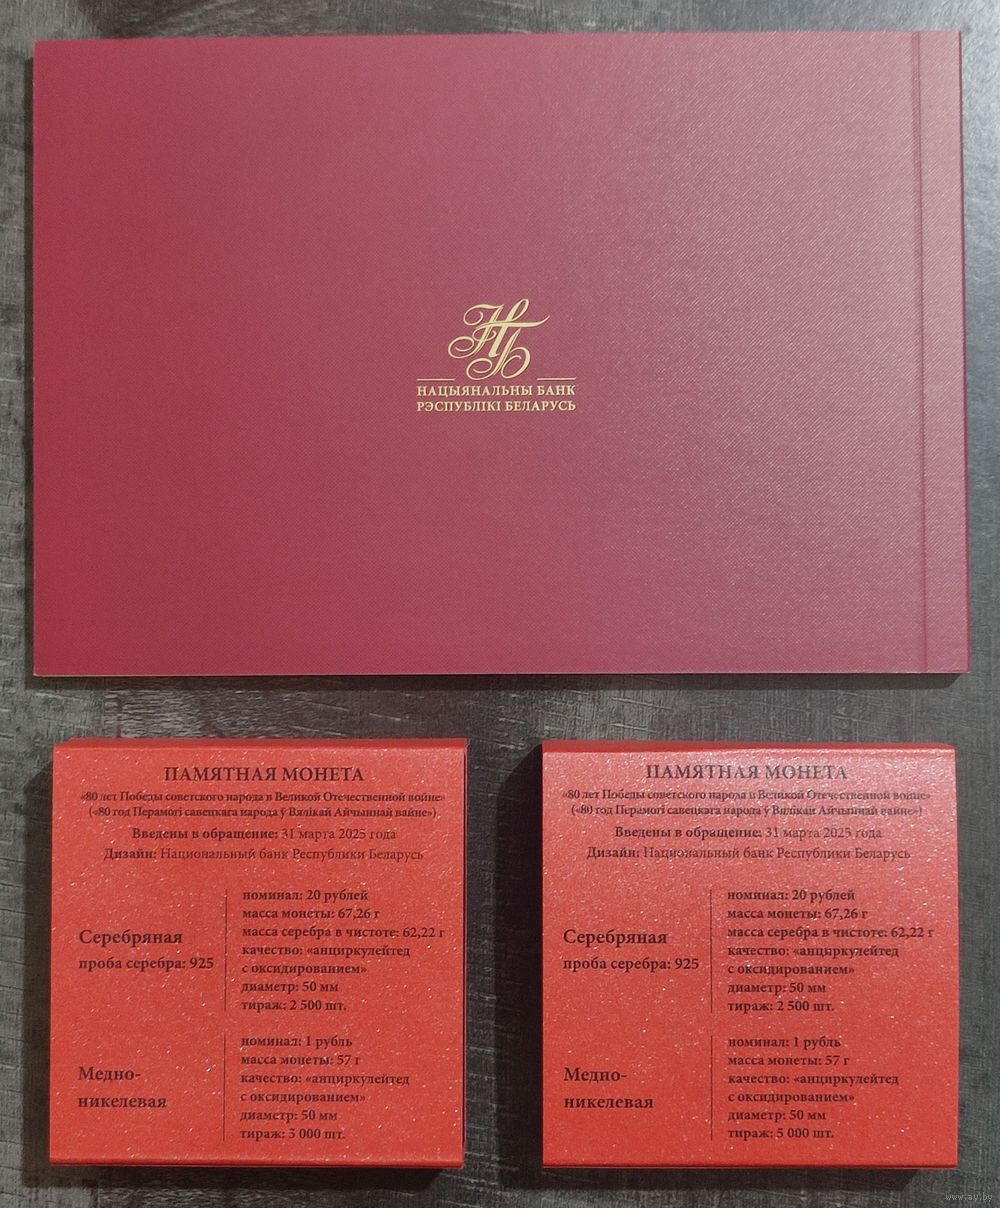 НБ
НАЦЫЯНАЛЬНЫ БАНК
РЭСПУБЛІКІ БЕЛАРУСЬ
ПАМЯТНАЯ МОНЕТА
«80 лет Победы советского народа в Великой Отечественной войне»
(«80 год Перамогі савецкага народа ў Вялікай Айчыннай вайне»)
Введены в обращение: 31 марта 2025 года
Дизайн: Национальный банк Республики Беларусь
Серебряная
проба серебра: 925
номинал: 20 рублей
масса монеты: 67,26 г
масса серебра в чистоте: 62,22 г
качество: «анциркулейтед
с оксидированием»
диаметр: 50 мм
тираж: 2 500 шт.
Медно-
никелевая
номинал: 1 рубль
масса монеты: 57 г
качество: «анциркулейтед
с оксидированием»
диаметр: 50 мм
тираж: 5 000 шт.
ПАМЯТНАЯ МОНЕТА
«80 лет Победы советского народа в Великой Отечественной войне»
(«80 год Перамогі савецкага народа ў Вялікай Айчыннай вайне»)
Введены в обращение: 31 марта 2025 года
Дизайн: Национальный банк Республики Беларусь
Серебряная
проба серебра: 925
номинал: 20 рублей
масса монеты: 67,26 г
масса серебра в чистоте: 62,22 г
качество: «анциркулейтед
с оксидированием»
диаметр: 50 мм
тираж: 2 500 шт.
Медно-
никелевая
номинал: 1 рубль
масса монеты: 57 г
качество: «анциркулейтед
с оксидированием»
диаметр: 50 мм
тираж: 5 000 шт.
www.ay.by